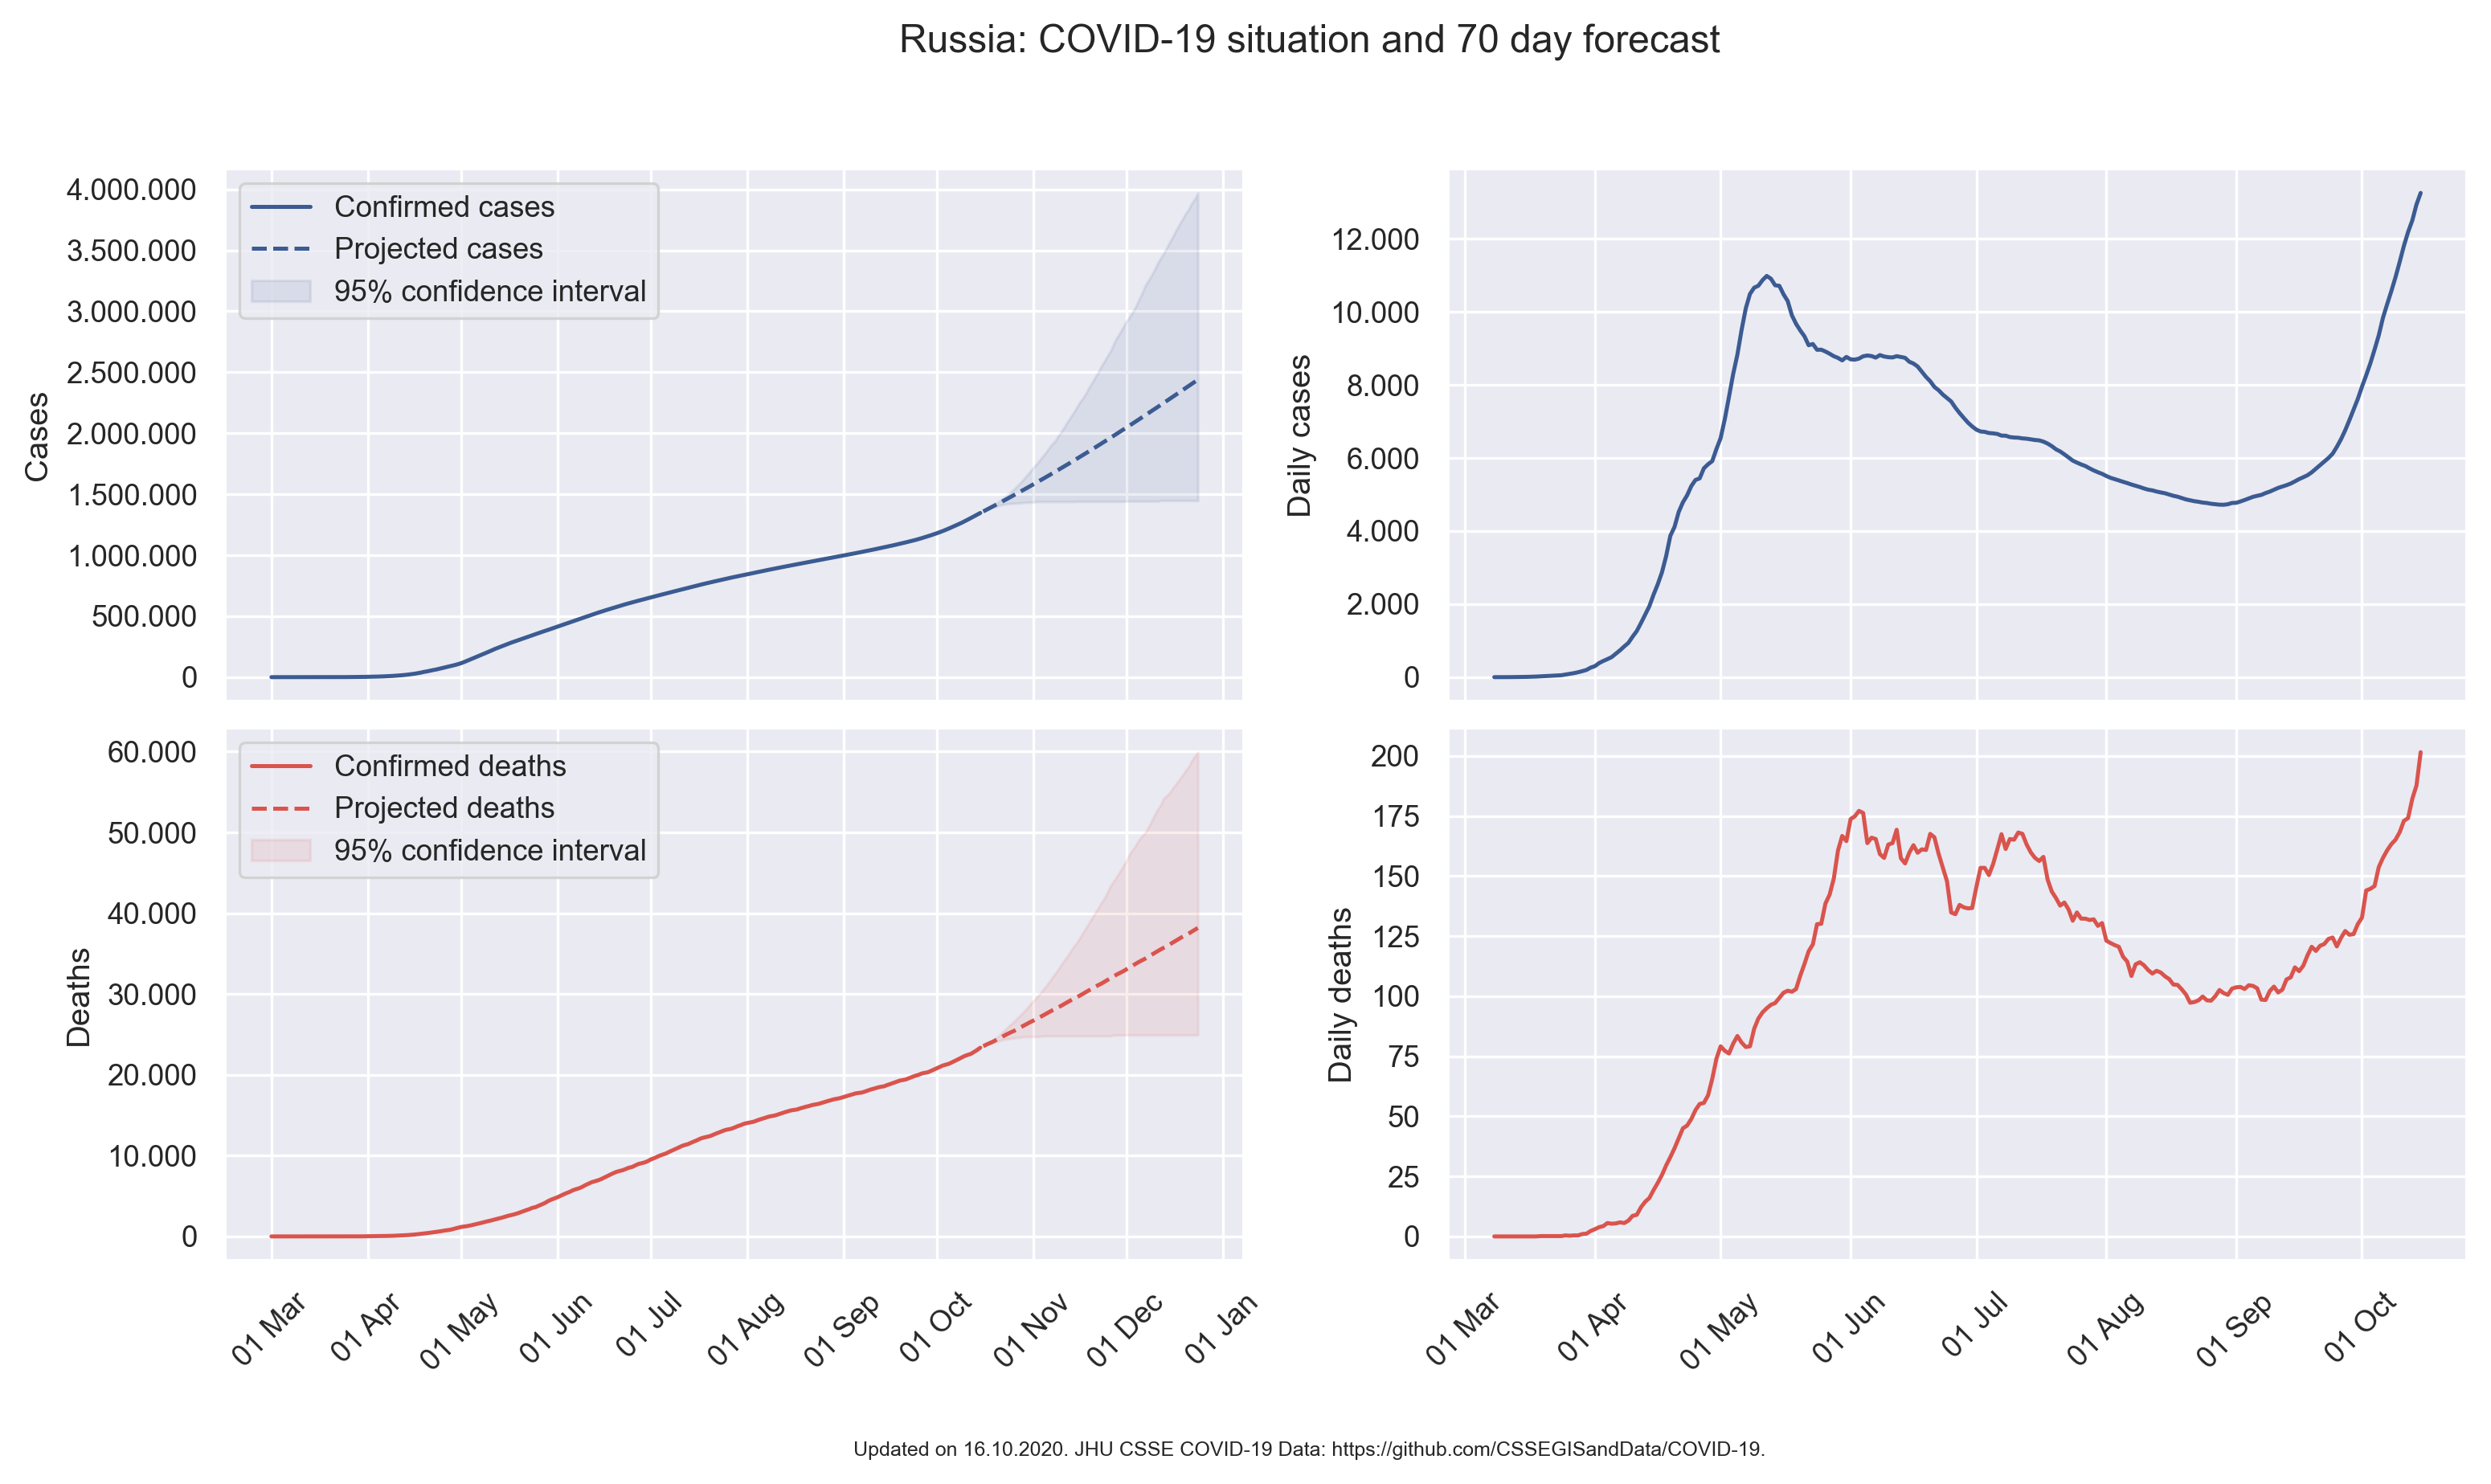 Russia: COVID-19 situation and 70 day forecast
4.000.000
3.500.000
3.000.000
2.500.000
2.000.000
1.500.000
1.000.000
500.000
0
Cases
Confirmed cases
Projected cases
95% confidence interval
12.000
10.000
8.000
6.000
4.000
2.000
0
Daily cases
60.000
50.000
40.000
30.000
20.000
10.000
0
Deaths
Confirmed deaths
Projected deaths
95% confidence interval
01 Mar
01 Apr
01 May
01 Jun
01 Jul
01 Aug
01 Sep
01 Oct
01 Nov
01 Dec
01 Jan
200
175
150
125
100
75
50
25
0
Daily deaths
01 Mar
01 Apr
01 May
01 Jun
01 Jul
01 Aug
01 Sep
01 Oct
Updated on 16.10.2020. JHU CSSE COVID-19 Data: https://github.com/CSSEGISandData/COVID-19.